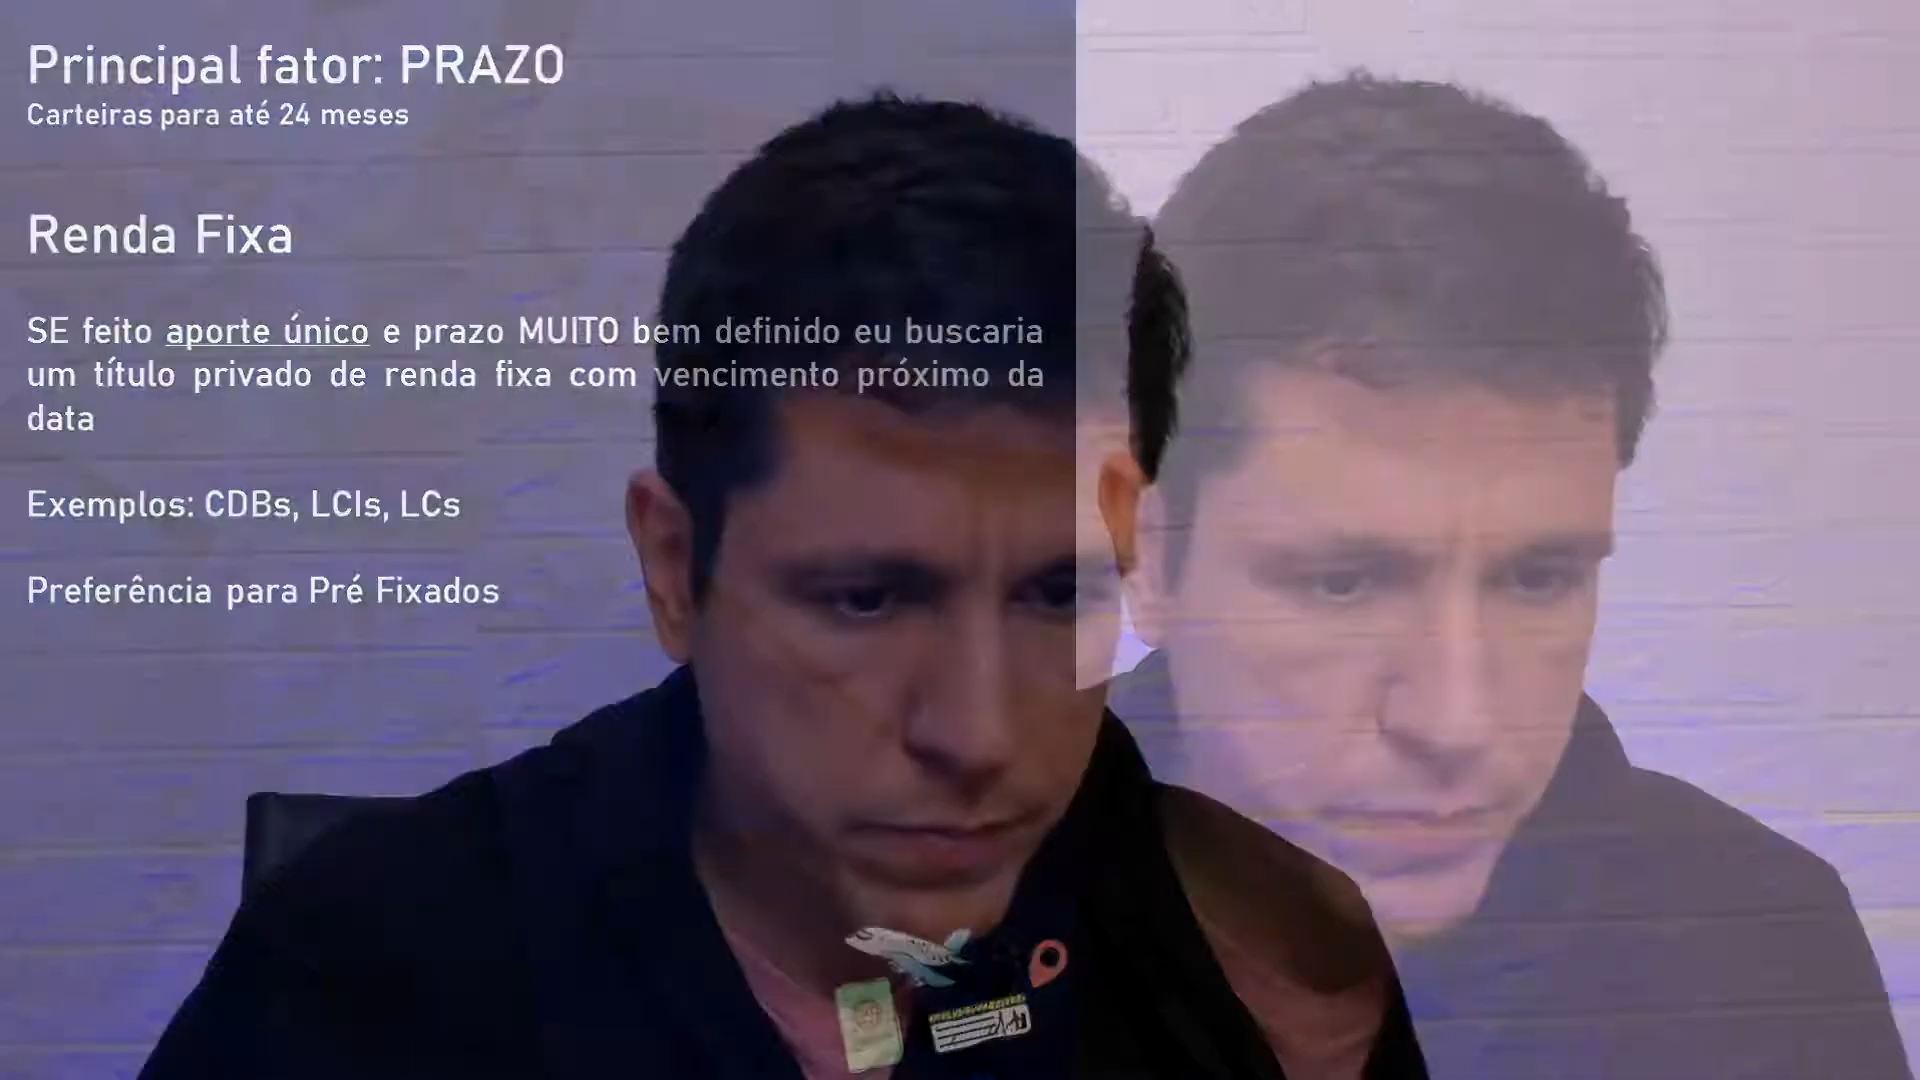 Principal fator: PRAZO
Carteiras para até 24 meses
Renda Fixa
SE feito aporte único e prazo MUITO bem definido eu buscaria
um título privado de renda fixa com vencimento próximo da
data
Exemplos: CDBs, LCIs, LCs
Preferência para Pré Fixados